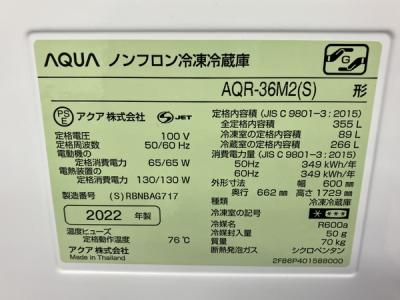 AQUA ノンフロン冷凍冷蔵庫
AQR-36M2(S) 形
G
PS
E
アクア 株式会社
S JET
定格電圧 100 V
定格周波数 50/60 Hz
電動機の
定格消費電力 65/65 W
電熱装置の
定格消費電力 130/130 W
製造番号 (S)RBNBAG717
2022 年製
温度ヒューズ
定格動作温度 76℃
アクア 株式会社
Made in Thailand
定格内容積 (JIS C 9801-3:2015)
全定格内容積 355 L
冷凍室の定格内容積 89 L
冷蔵室の定格内容積 266 L
消費電力量(JIS C 9801-3:2015)
50Hz 349 kWh/年
60Hz 349 kWh/年
外形寸法 幅 600 mm
奥行 662 mm 高さ 1729 mm
種類 冷凍冷蔵庫
冷凍室の記号
冷媒 R600a
冷媒封入量 50 g
質量 70 kg
断熱発泡ガス シクロペンタン
2FB6P401588000